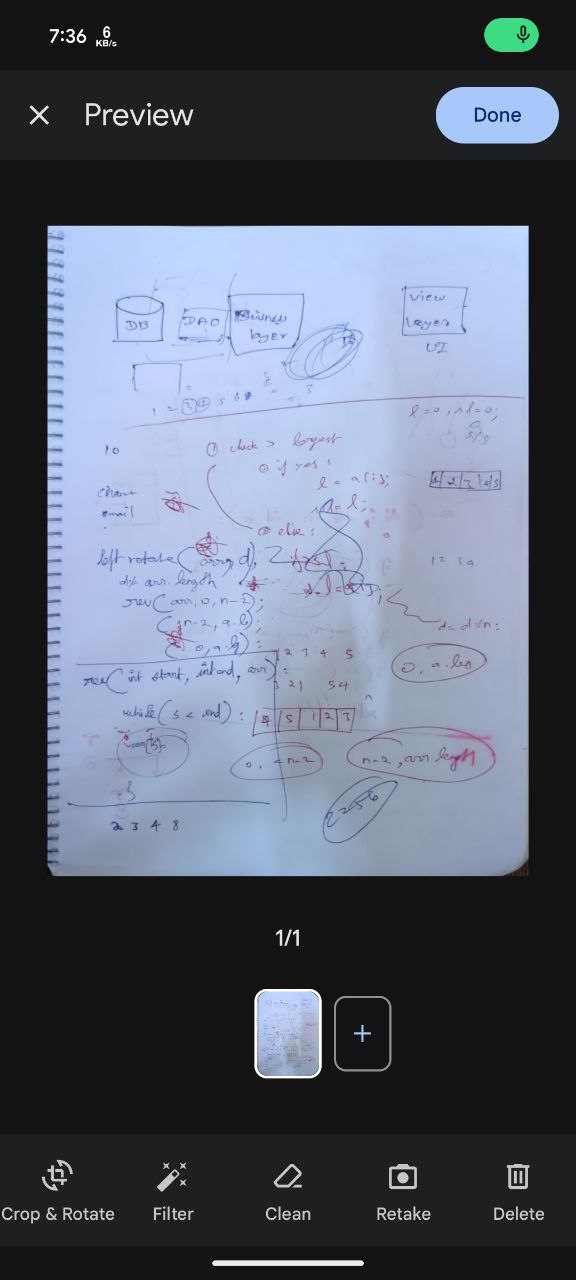 7:36 6 KB/s
Preview
Done
DB
DAO
Business layer
view layer
UI
1 2 3 4 5 6
l=0, sl=0;
10
① check > largest
⊙ if yes:
l = a[i];
sl = l;
email
⊙ else:
1 2 3 4 5
left rotate( arr, d),
1 2 3 4
d% arr.length
rev(arr, 0, n-2);
(n-2, a.l);
d = d%n:
0, a.lg);
1 2 3 4 5
0, a.len
rev(int start, int end, arr):
3 2 1 5 4
n
while(s < end):
4 5 1 2 3
0, n-2
n-2, arr.length
2 3 4 8
2256
1/1
+
Crop & Rotate
Filter
Clean
Retake
Delete